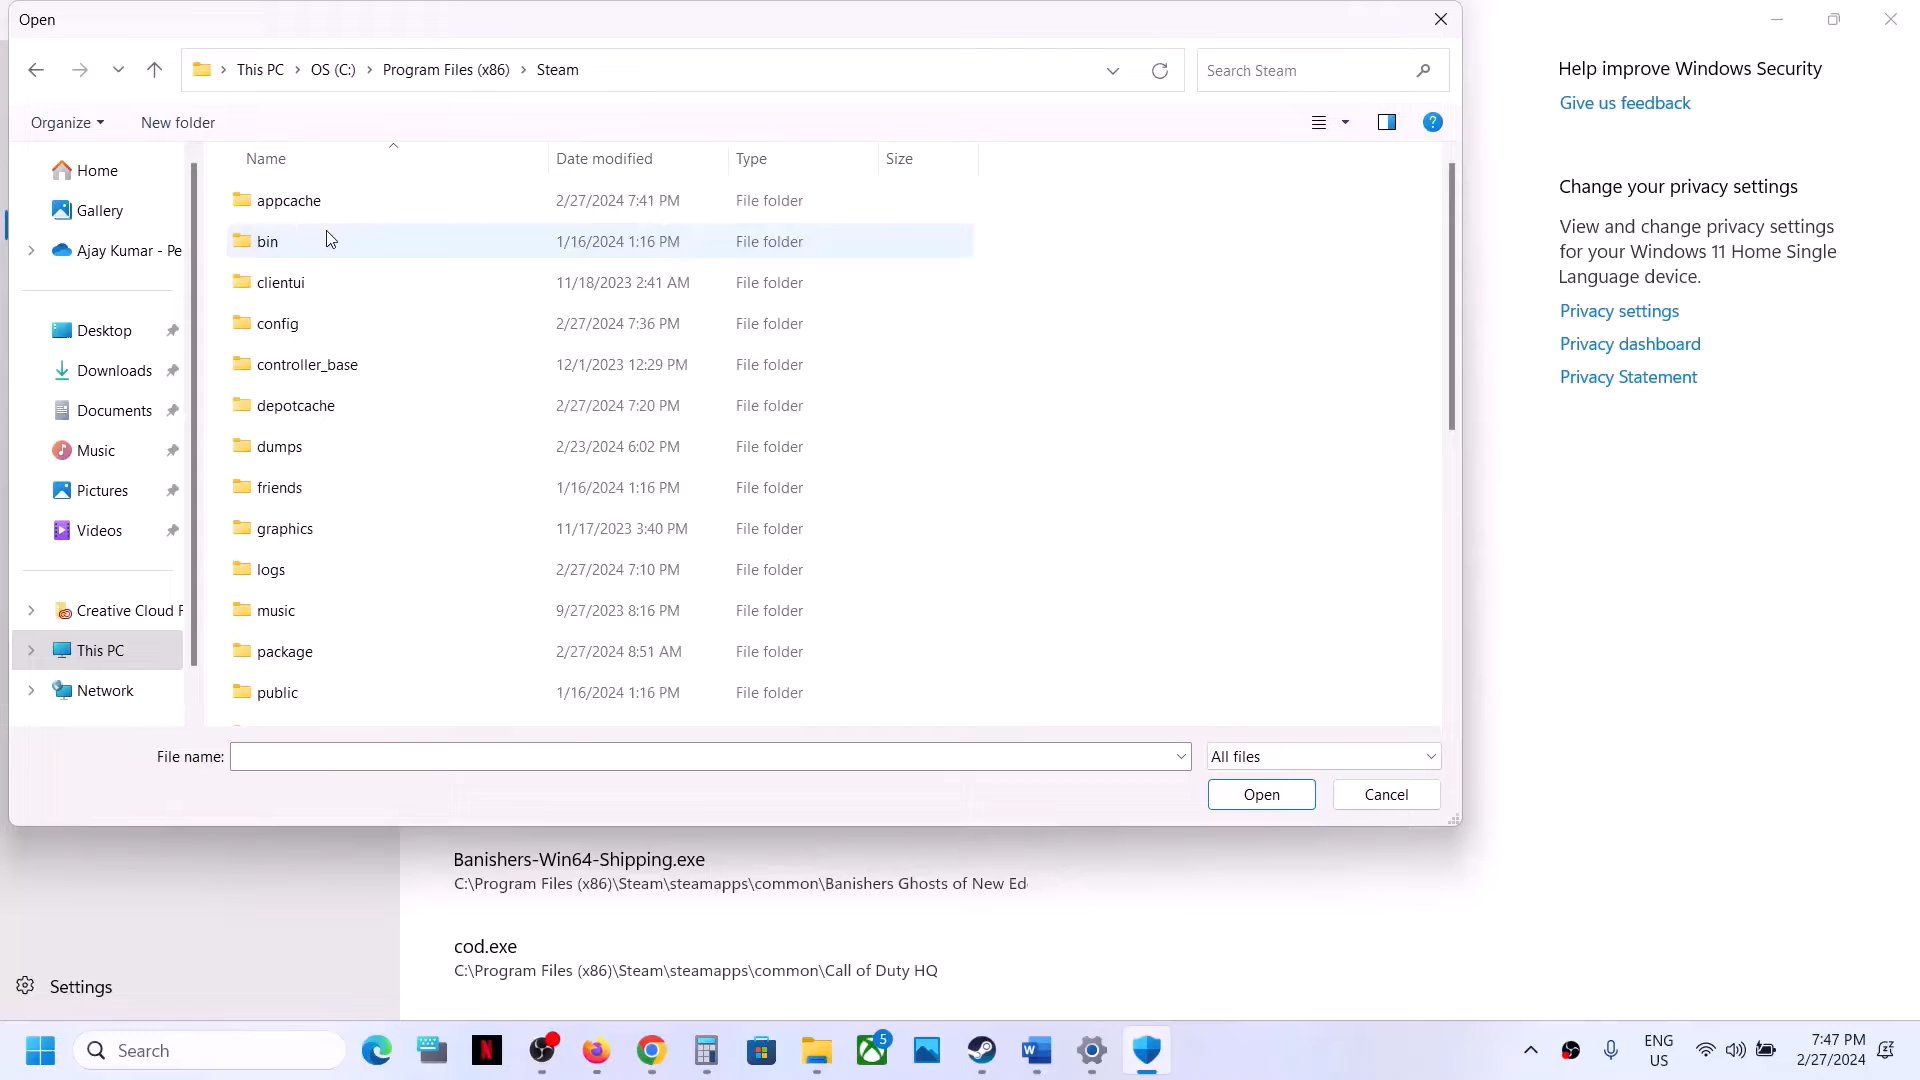 Open
This PC > OS (C:) > Program Files (x86) > Steam
Search Steam
Organize
New folder
Name
Date modified
Type
Size
Home
Gallery
Ajay Kumar - Pe
Desktop
Downloads
Documents
Music
Pictures
Videos
Creative Cloud F
This PC
Network
appcache 2/27/2024 7:41 PM File folder
bin 1/16/2024 1:16 PM File folder
clientui 11/18/2023 2:41 AM File folder
config 2/27/2024 7:36 PM File folder
controller_base 12/1/2023 12:29 PM File folder
depotcache 2/27/2024 7:20 PM File folder
dumps 2/23/2024 6:02 PM File folder
friends 1/16/2024 1:16 PM File folder
graphics 11/17/2023 3:40 PM File folder
logs 2/27/2024 7:10 PM File folder
music 9/27/2023 8:16 PM File folder
package 2/27/2024 8:51 AM File folder
public 1/16/2024 1:16 PM File folder
File name:
All files
Open
Cancel
Help improve Windows Security
Give us feedback
Change your privacy settings
View and change privacy settings
for your Windows 11 Home Single
Language device.
Privacy settings
Privacy dashboard
Privacy Statement
Banishers-Win64-Shipping.exe
C:\Program Files (x86)\Steam\steamapps\common\Banishers Ghosts of New Ed
cod.exe
C:\Program Files (x86)\Steam\steamapps\common\Call of Duty HQ
Settings
Search
5
ENG
US
7:47 PM
2/27/2024